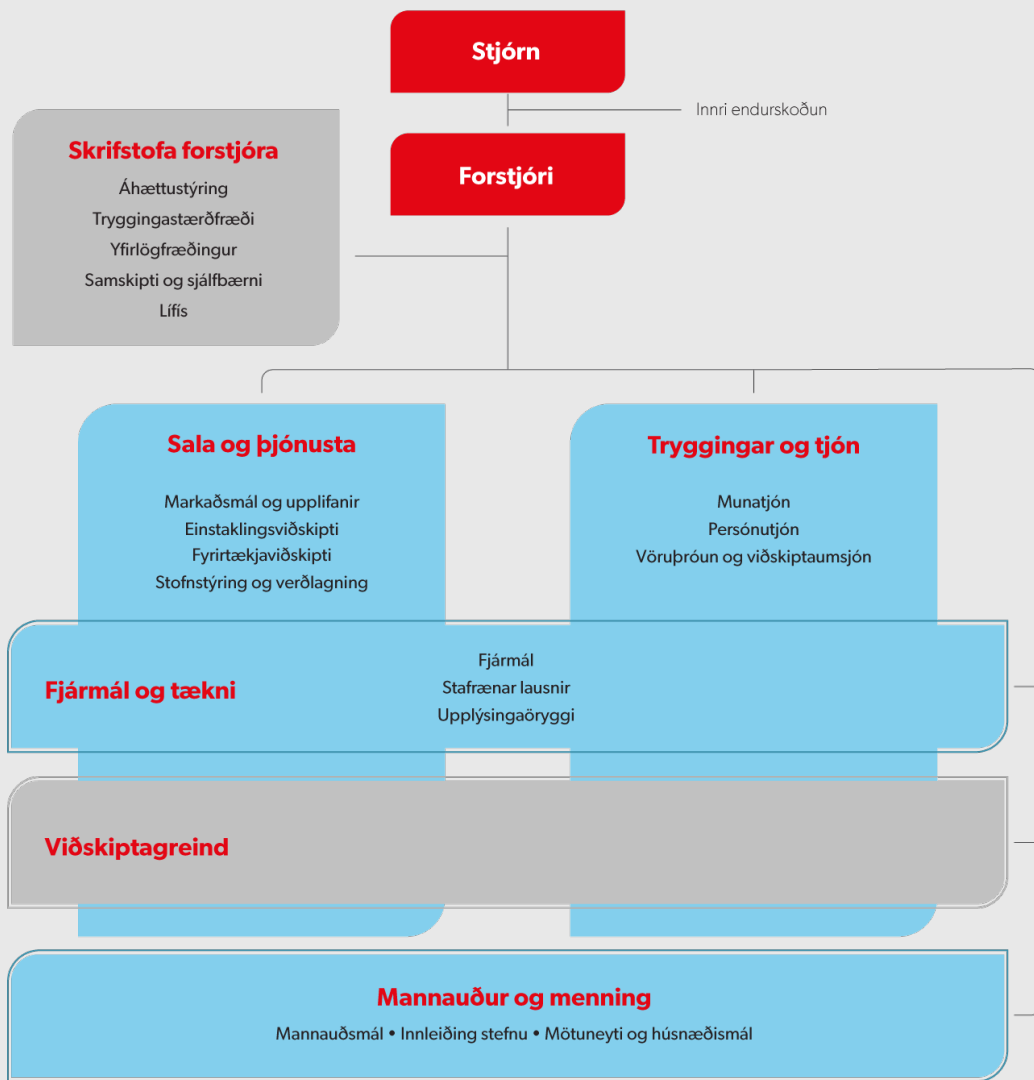 Stjórn
Innri endurskoðun
Forstjóri
Skrifstofa forstjóra
Áhættustýring
Tryggingastærðfræði
Yfirlögfræðingur
Samskipti og sjálfbærni
Lífís
Sala og þjónusta
Markaðsmál og upplifanir
Einstaklingsviðskipti
Fyrirtækjaviðskipti
Stofnstýring og verðlagning
Tryggingar og tjón
Munatjón
Persónutjón
Vöruþróun og viðskiptaumsjón
Fjármál og tækni
Fjármál
Stafrænar lausnir
Upplýsingaöryggi
Viðskiptagreind
Mannauður og menning
Mannauðsmál • Innleiðing stefnu • Mötuneyti og húsnæðismál